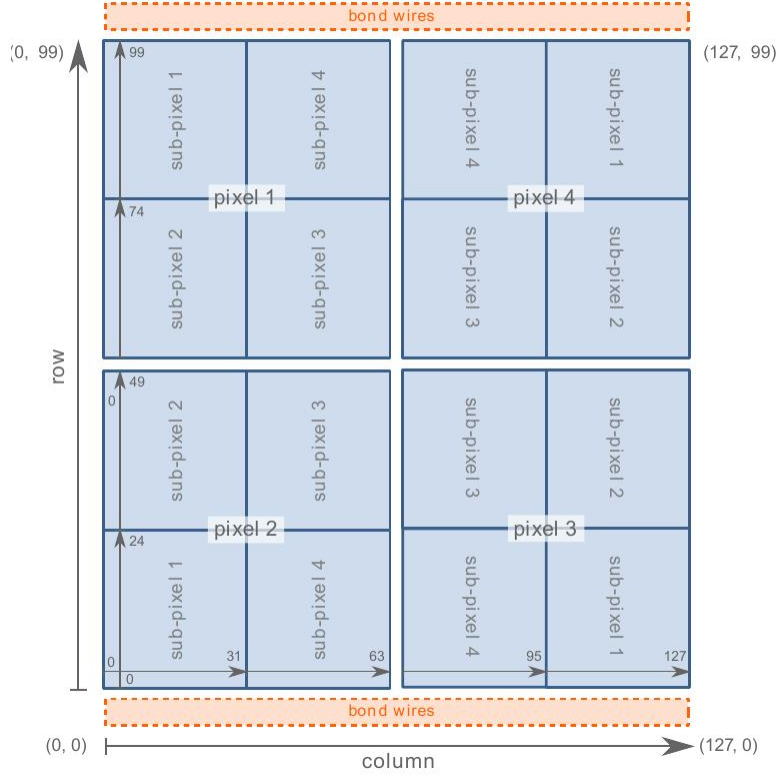 bond wires
(0, 99)
99
(127, 99)
sub-pixel 1
sub-pixel 4
sub-pixel 4
sub-pixel 1
pixel 1
pixel 4
74
sub-pixel 2
sub-pixel 3
sub-pixel 3
sub-pixel 2
row
49
0
sub-pixel 2
sub-pixel 3
sub-pixel 3
sub-pixel 2
pixel 2
pixel 3
24
sub-pixel 1
sub-pixel 4
sub-pixel 4
sub-pixel 1
0
31
63
95
127
0
bond wires
(0, 0)
(127, 0)
column